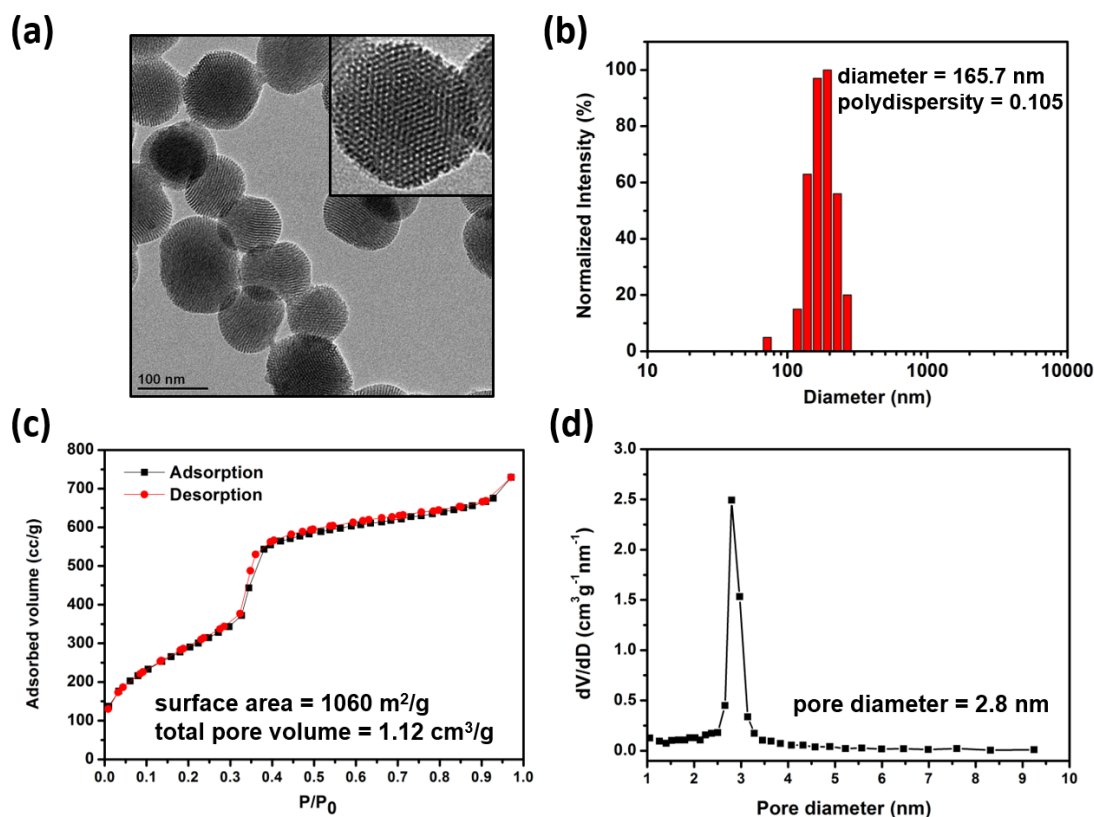 (a)
100 nm
(b)
Normalized Intensity (%)
100
80
60
40
20
0
diameter = 165.7 nm
polydispersity = 0.105
10 100 1000 10000
Diameter (nm)
(c)
Adsorbed volume (cc/g)
800
700
600
500
400
300
200
100
0
Adsorption
Desorption
surface area = 1060 m²/g
total pore volume = 1.12 cm³/g
0.0 0.1 0.2 0.3 0.4 0.5 0.6 0.7 0.8 0.9 1.0
P/P₀
(d)
dV/dD (cm³g⁻¹nm⁻¹)
3.0
2.5
2.0
1.5
1.0
0.5
0.0
pore diameter = 2.8 nm
1 2 3 4 5 6 7 8 9 10
Pore diameter (nm)